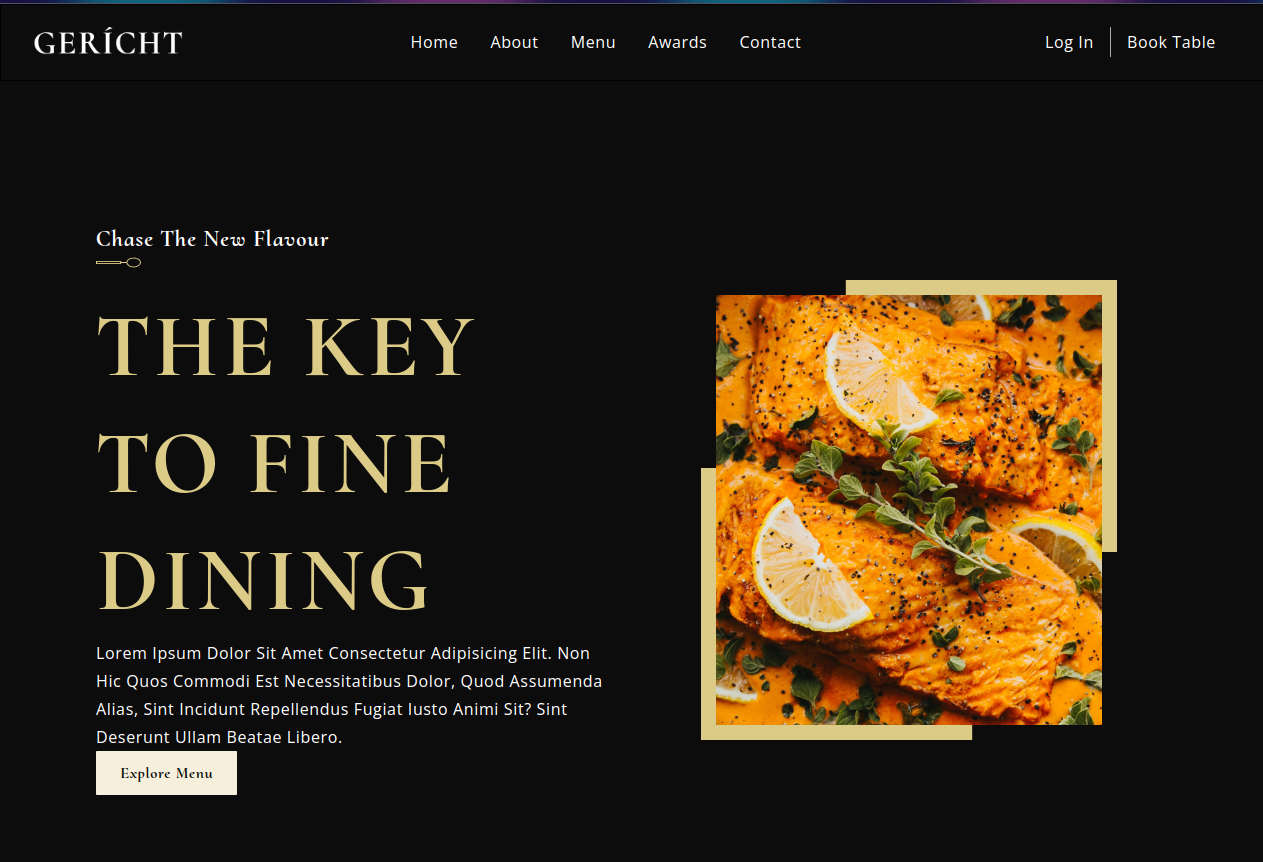 GERÍCHT
Home About Menu Awards Contact
Log In Book Table
Chase The New Flavour
THE KEY
TO FINE
DINING
Lorem Ipsum Dolor Sit Amet Consectetur Adipisicing Elit. Non
Hic Quos Commodi Est Necessitatibus Dolor, Quod Assumenda
Alias, Sint Incidunt Repellendus Fugiat Iusto Animi Sit? Sint
Deserunt Ullam Beatae Libero.
Explore Menu